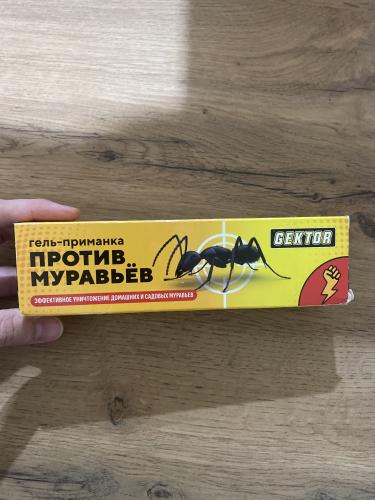 гель-приманка
ПРОТИВ
МУРАВЬЁВ
ЭФФЕКТИВНОЕ УНИЧТОЖЕНИЕ ДОМАШНИХ И САДОВЫХ МУРАВЬЕВ
GEKTOR